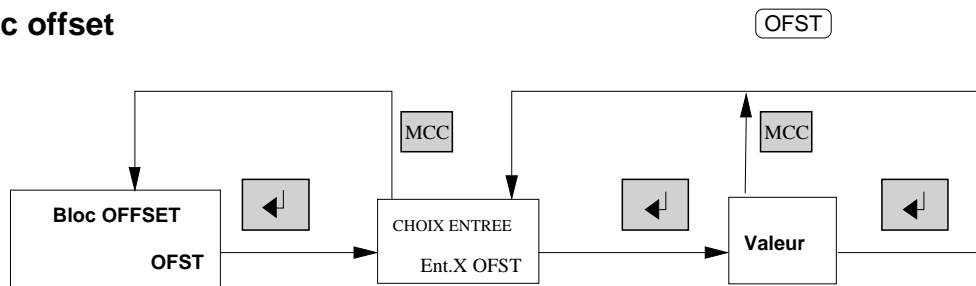 c offset
OFST
MCC
MCC
Bloc OFFSET
OFST
CHOIX ENTREE
Ent.X OFST
Valeur